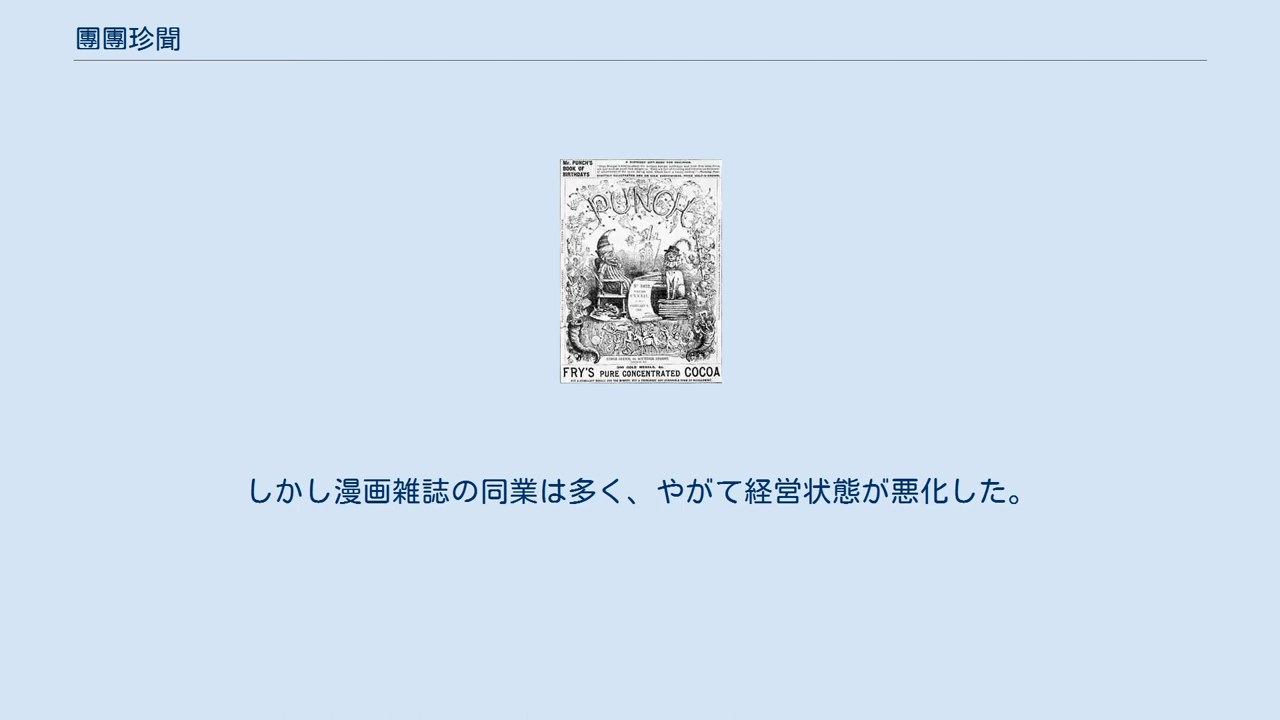 團團珍聞
Mr. PUNCH'S
BOOK OF
BIRTHDAYS
PUNCH
FRY'S PURE CONCENTRATED COCOA
しかし漫画雑誌の同業は多く、やがて経営状態が悪化した。